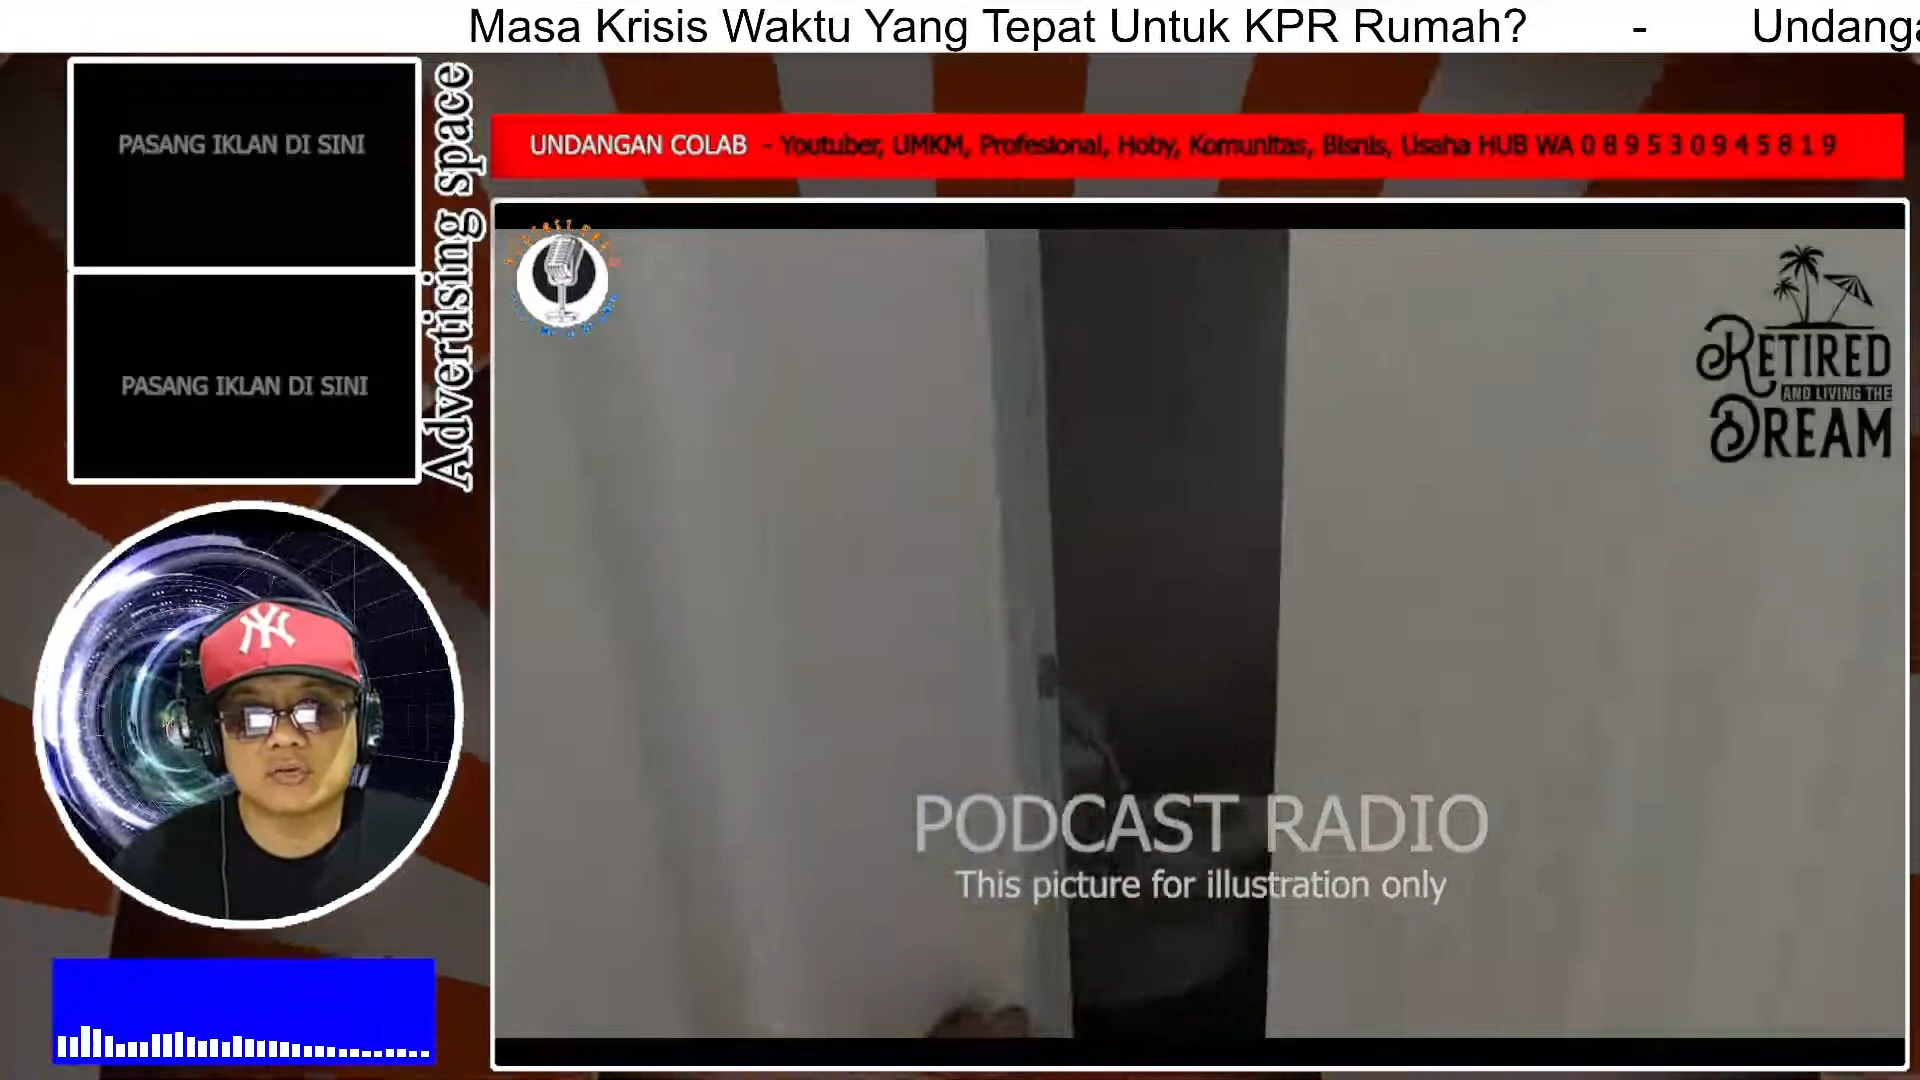 Masa Krisis Waktu Yang Tepat Untuk KPR Rumah? - Undanga
PASANG IKLAN DI SINI
PASANG IKLAN DI SINI
Advertising space
UNDANGAN COLAB - Youtuber, UMKM, Profesional, Hoby, Komunitas, Bisnis, Usaha HUB WA 0 8 9 5 3 0 9 4 5 8 1 9
RETIRED
AND LIVING THE
DREAM
NY
PODCAST RADIO
This picture for illustration only